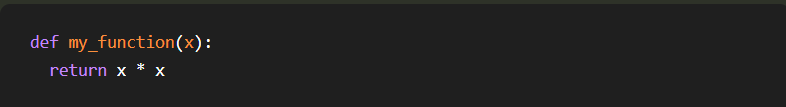 def my_function(x):
  return x * x